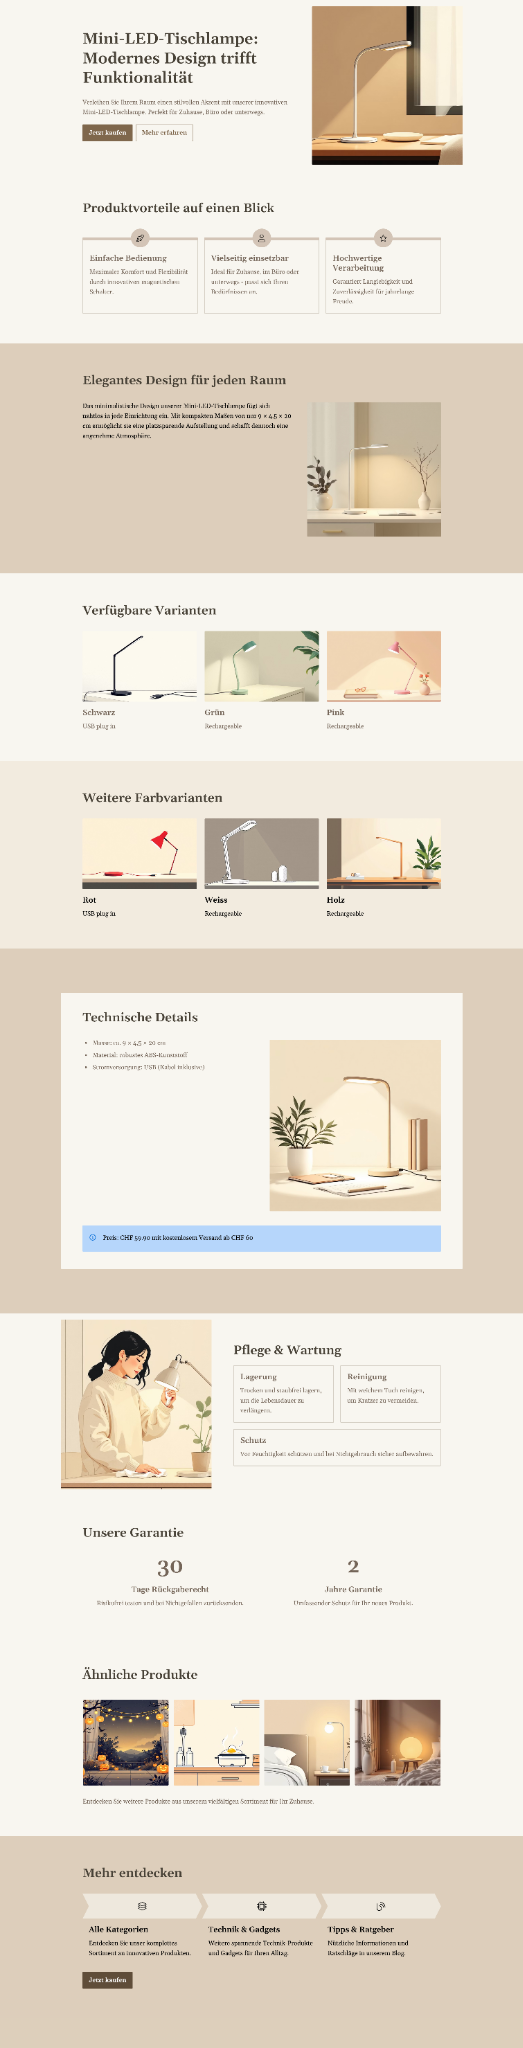 Mini-LED-Tischlampe:
Modernes Design trifft
Funktionalität
Verleihen Sie Ihrem Raum einen stilvollen Akzent mit unserer innovativen
Mini-LED-Tischlampe. Perfekt für Zuhause, Büro oder unterwegs.
Jetzt kaufen
Mehr erfahren
Produktvorteile auf einen Blick
Einfache Bedienung
Maximaler Komfort und Flexibilität
durch innovativen magnetischen
Schalter.
Vielseitig einsetzbar
Ideal für Zuhause, im Büro oder
unterwegs - passt sich Ihren
Bedürfnissen an.
Hochwertige
Verarbeitung
Garantiert Langlebigkeit und
Zuverlässigkeit für jahrelange
Freude.
Elegantes Design für jeden Raum
Das minimalistische Design unserer Mini-LED-Tischlampe fügt sich
nahtlos in jede Einrichtung ein. Mit kompakten Maßen von nur 9 × 4,5 × 20
cm ermöglicht sie eine platzsparende Aufstellung und schafft dennoch eine
angenehme Atmosphäre.
Verfügbare Varianten
Schwarz
USB plug in
Grün
Rechargeable
Pink
Rechargeable
Weitere Farbvarianten
Rot
USB plug in
Weiss
Rechargeable
Holz
Rechargeable
Technische Details
9 × 4,5 × 20 cm
Material: robustes ABS-Kunststoff
Stromversorgung: USB (Kabel inklusive)
Preis: CHF 59.90 mit kostenlosem Versand ab CHF 60
Pflege & Wartung
Lagerung
Trocken und staubfrei lagern,
um die Lebensdauer zu
verlängern.
Reinigung
Mit weichem Tuch reinigen,
um Kratzer zu vermeiden.
Schutz
Vor Feuchtigkeit schützen und bei Nichtgebrauch sicher aufbewahren.
Unsere Garantie
30
Tage Rückgaberecht
Risikofrei testen und bei Nichtgefallen zurücksenden.
2
Jahre Garantie
Umfassender Schutz für Ihr neues Produkt.
Ähnliche Produkte
Entdecken Sie weitere Produkte aus unserem vielfältigen Sortiment für Ihr Zuhause.
Mehr entdecken
Alle Kategorien
Entdecken Sie unser komplettes
Sortiment an innovativen Produkten.
Technik & Gadgets
Weitere spannende Technik-Produkte
und Gadgets für Ihren Alltag.
Tipps & Ratgeber
Nützliche Informationen und
Ratschläge in unserem Blog.
Jetzt kaufen